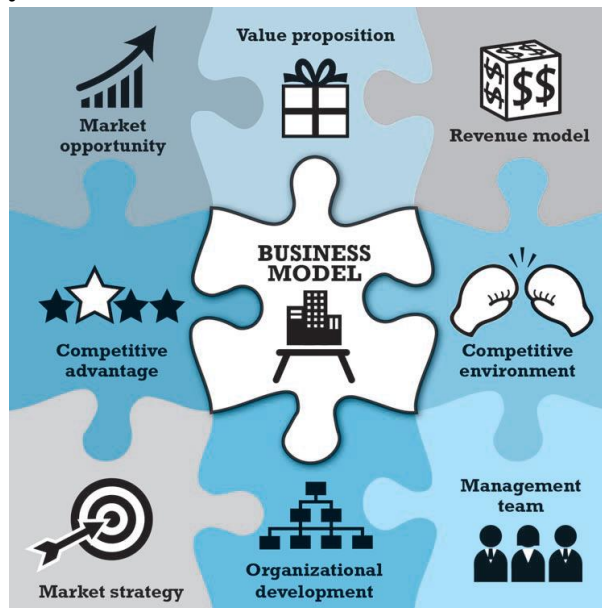 Value proposition
Market
opportunity
$$
$
$
$
$
Revenue model
BUSINESS
MODEL
Competitive
advantage
Competitive
environment
Market strategy
Organizational
development
Management
team